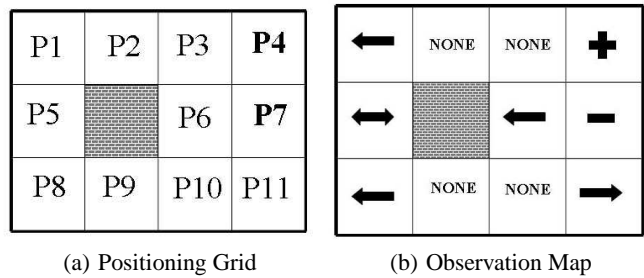 P1 P2 P3 P4
P5 P6 P7
P8 P9 P10 P11
(a) Positioning Grid
NONE NONE
NONE NONE
(b) Observation Map